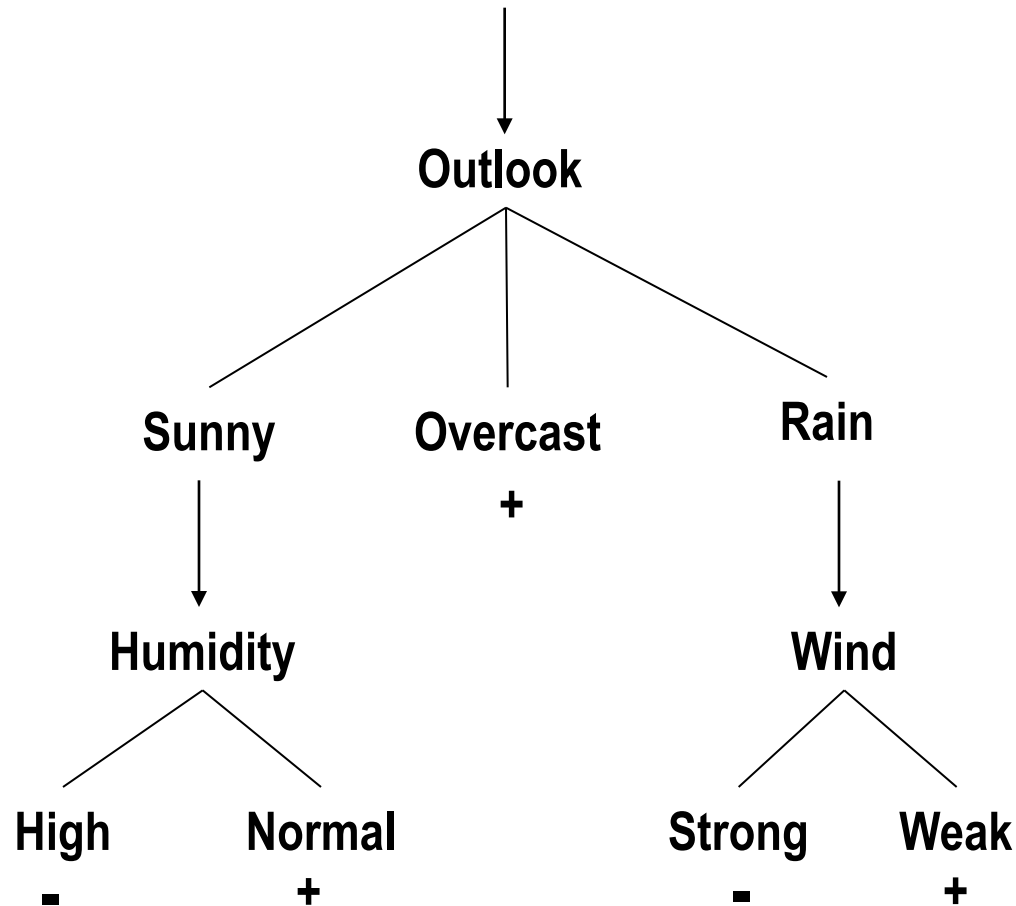 Outlook
Sunny Overcast Rain
+
Humidity Wind
High Normal Strong Weak
- + - +